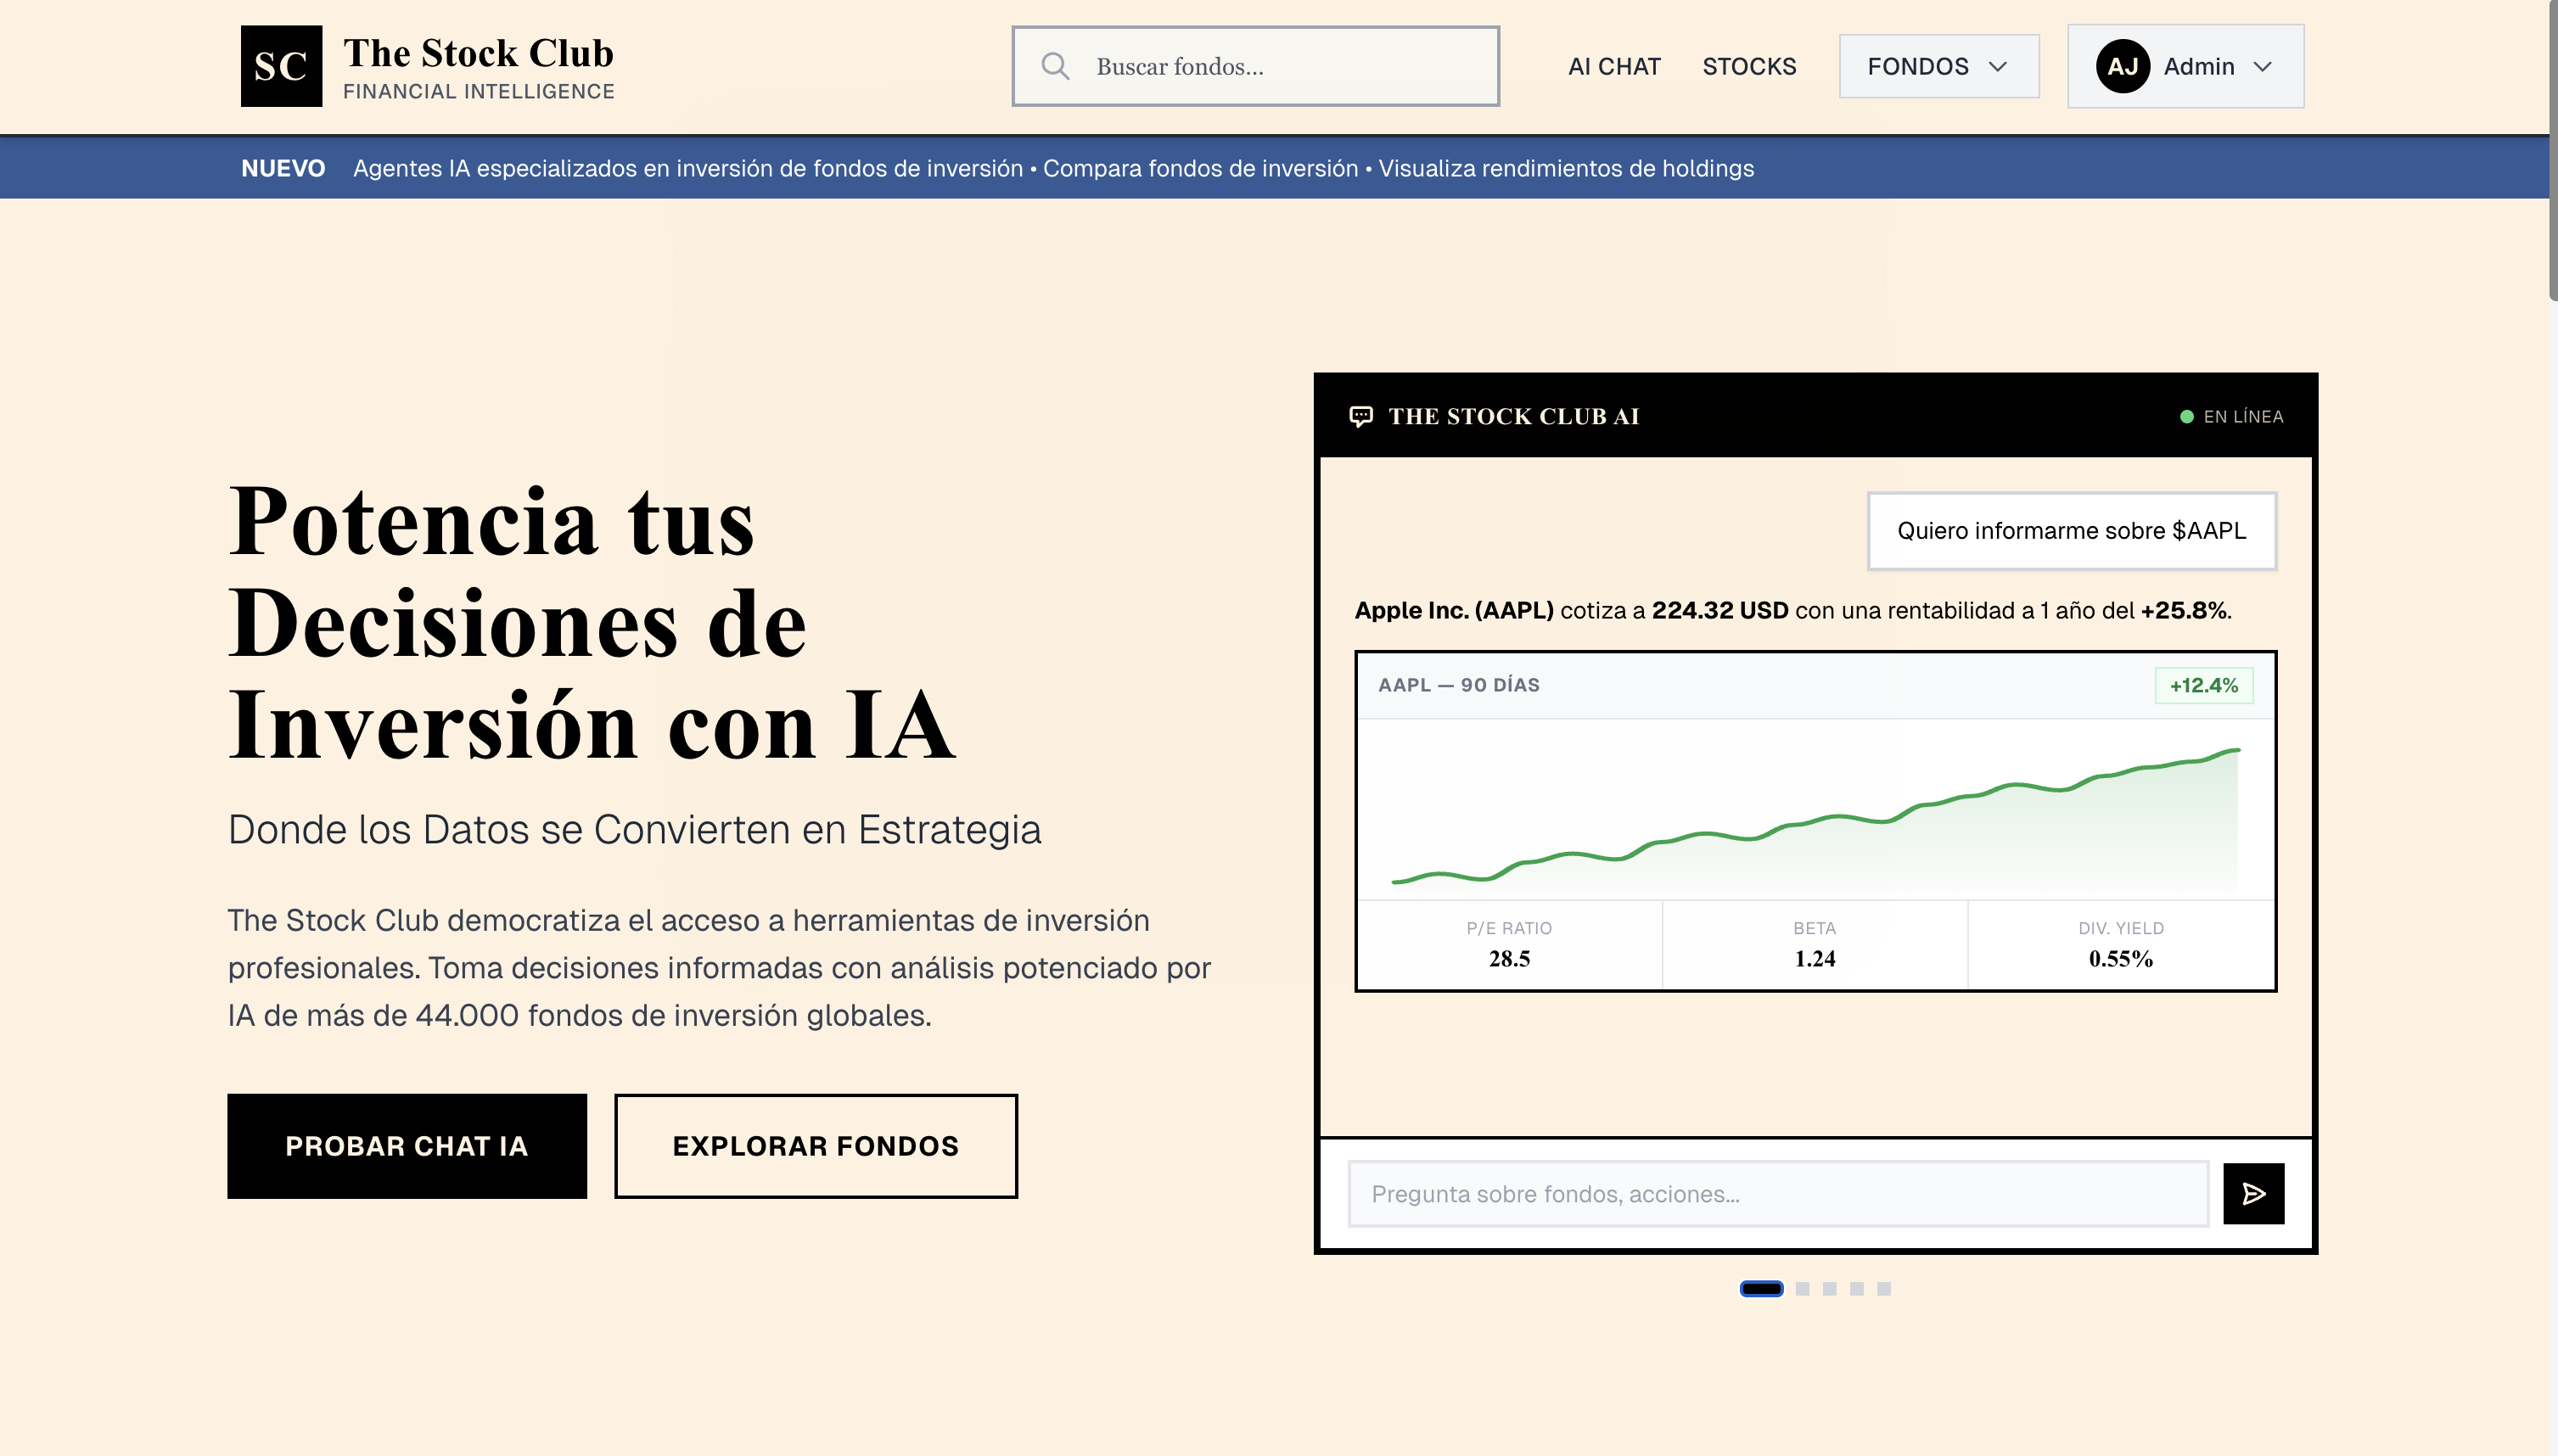 SC
The Stock Club
FINANCIAL INTELLIGENCE
Buscar fondos...
AI CHAT
STOCKS
FONDOS
AJ
Admin
NUEVO Agentes IA especializados en inversión de fondos de inversión • Compara fondos de inversión • Visualiza rendimientos de holdings
Potencia tus
Decisiones de
Inversión con IA
Donde los Datos se Convierten en Estrategia
The Stock Club democratiza el acceso a herramientas de inversión
profesionales. Toma decisiones informadas con análisis potenciado por
IA de más de 44.000 fondos de inversión globales.
PROBAR CHAT IA
EXPLORAR FONDOS
THE STOCK CLUB AI
EN LÍNEA
Quiero informarme sobre $AAPL
Apple Inc. (AAPL) cotiza a 224.32 USD con una rentabilidad a 1 año del +25.8%.
AAPL — 90 DÍAS
+12.4%
P/E RATIO
28.5
BETA
1.24
DIV. YIELD
0.55%
Pregunta sobre fondos, acciones...